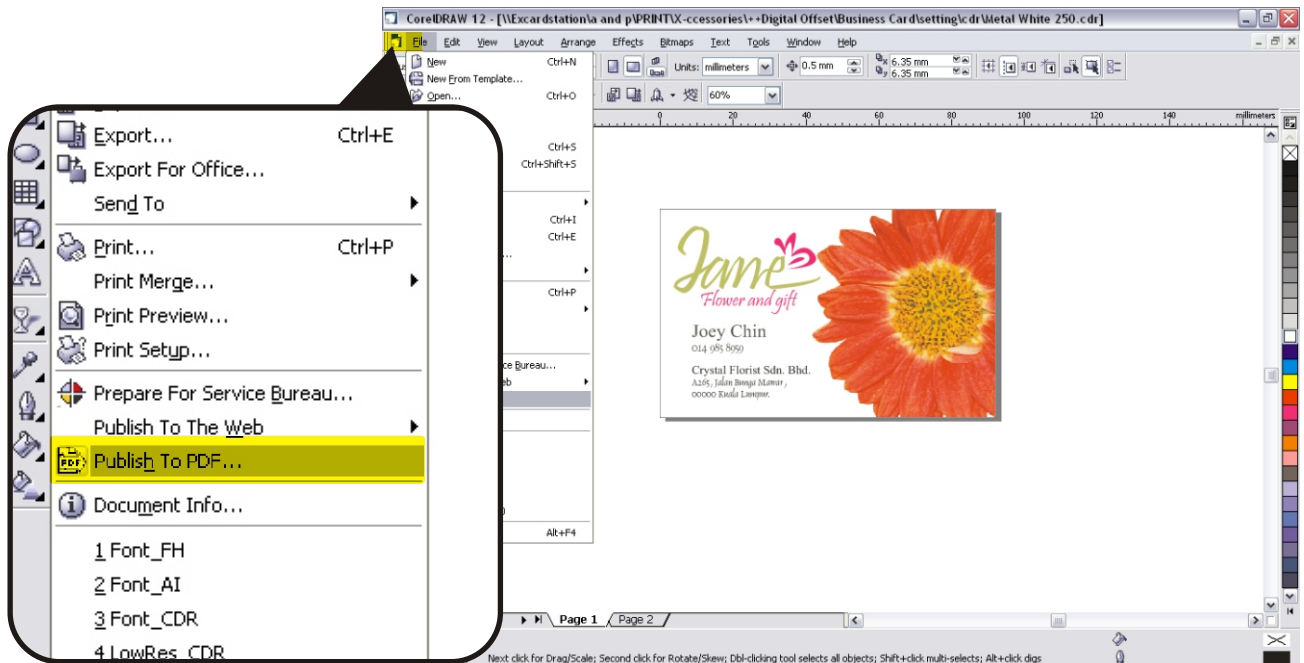 CorelDRAW 12 - [\\Excardstation\a and p\PRINT\X-ccessories\++Digital Offset\Business Card\setting\cdr\Metal White 250.cdr]
File Edit View Layout Arrange Effects Bitmaps Text Tools Window Help
New Ctrl+N
New From Template...
Open... Ctrl+O
Units: millimeters
0.5 mm
6.35 mm
6.35 mm
60%
0 20 40 60 80 100 120 140 millimeters
Ctrl+S
Ctrl+Shift+S
Ctrl+I
Ctrl+E
...
Ctrl+P
ce Bureau...
eb
Alt+F4
Export... Ctrl+E
Export For Office...
Send To
Print... Ctrl+P
Print Merge...
Print Preview...
Print Setup...
Prepare For Service Bureau...
Publish To The Web
PDF Publish To PDF...
Document Info...
1 Font_FH
2 Font_AI
3 Font_CDR
4 LowRes_CDR
Jane
Flower and gift
Joey Chin
014 985 8959
Crystal Florist Sdn. Bhd.
A265, Jalan Bunga Mawar,
00000 Kuala Lumpur.
Page 1 Page 2
Next click for Drag/Scale; Second click for Rotate/Skew; Dbl-clicking tool selects all objects; Shift+click multi-selects; Alt+click digs